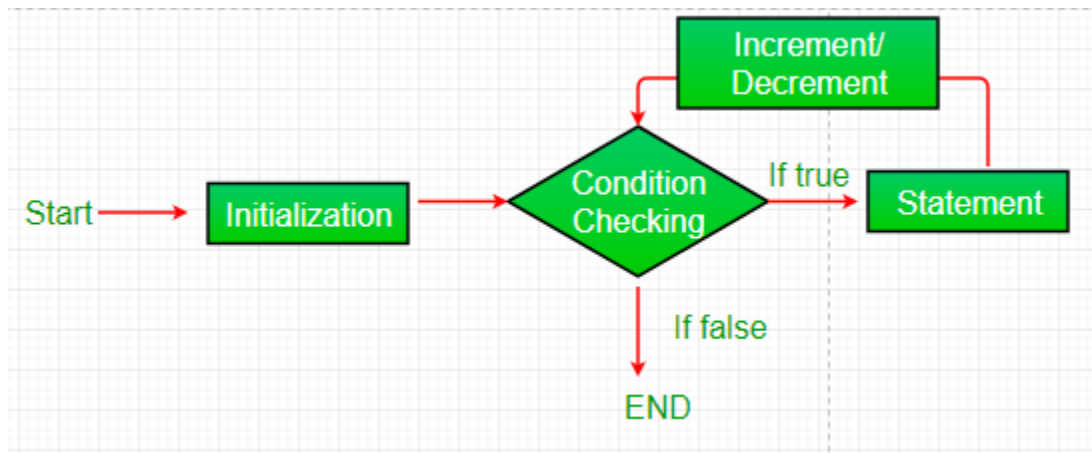 Increment/
Decrement
Start
Initialization
Condition
Checking
If true
Statement
If false
END